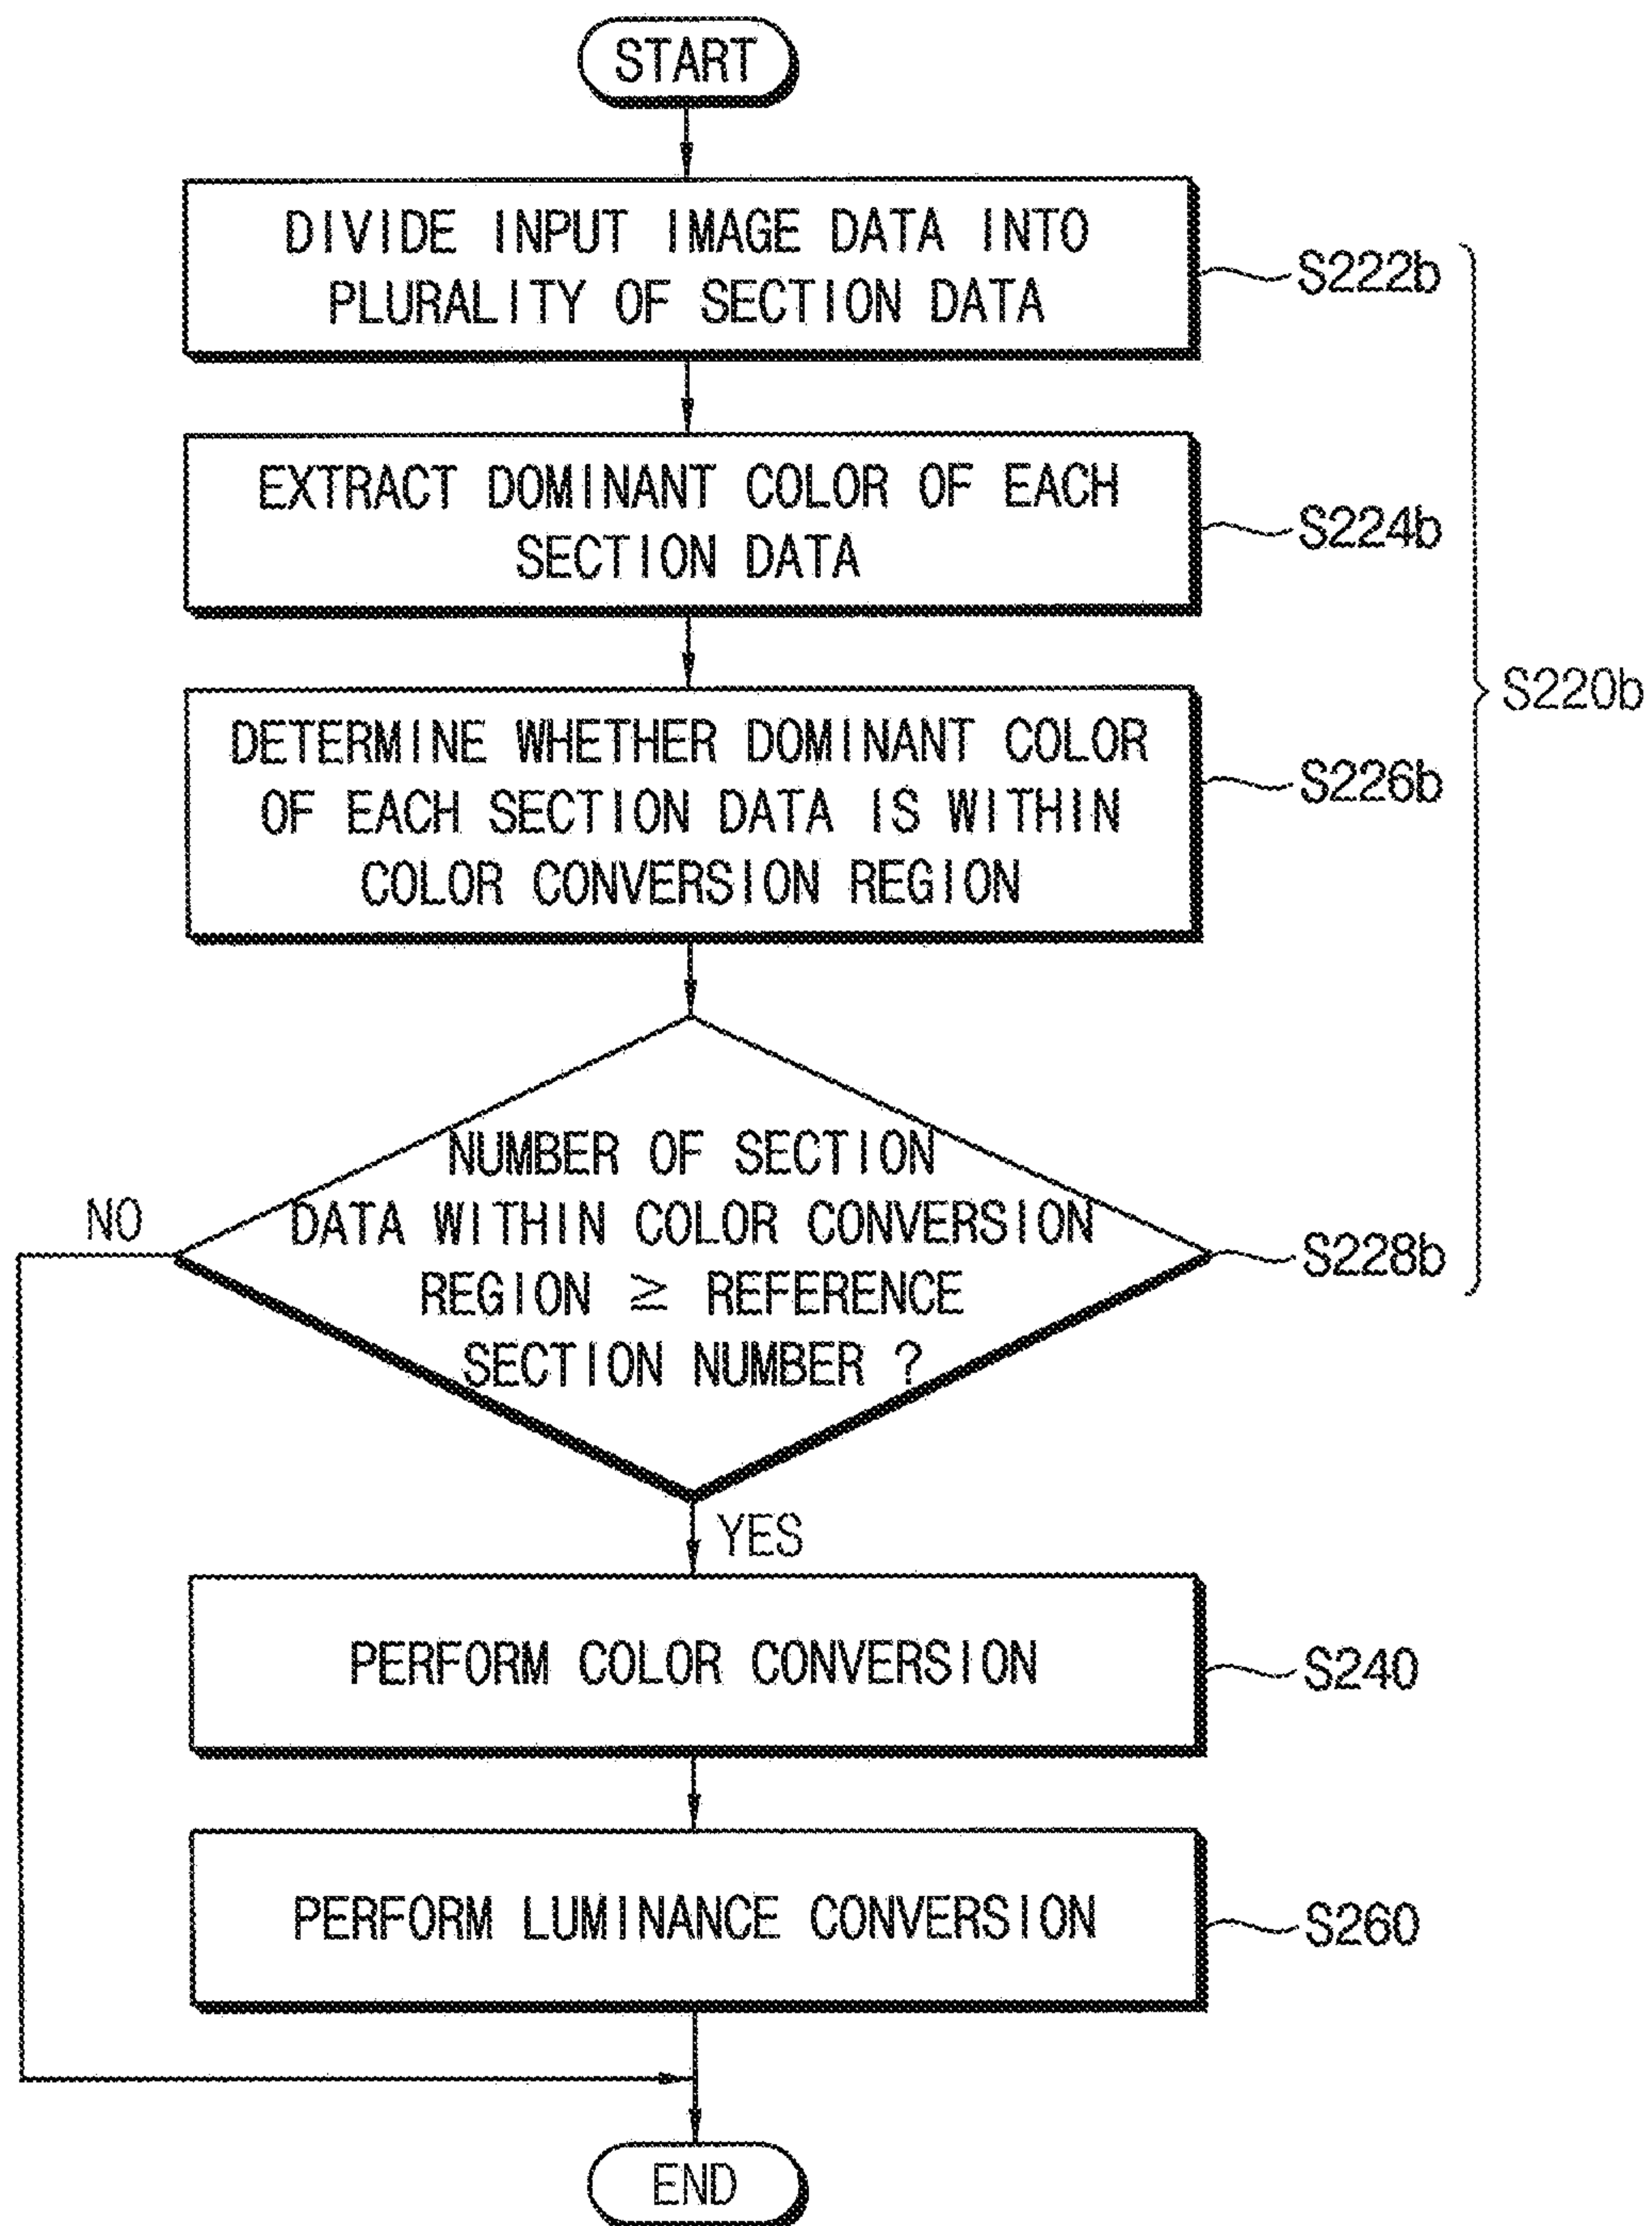 START
DIVIDE INPUT IMAGE DATA INTO
PLURALITY OF SECTION DATA
S222b
EXTRACT DOMINANT COLOR OF EACH
SECTION DATA
S224b
DETERMINE WHETHER DOMINANT COLOR
OF EACH SECTION DATA IS WITHIN
COLOR CONVERSION REGION
S226b
S220b
NUMBER OF SECTION
DATA WITHIN COLOR CONVERSION
REGION ≧ REFERENCE
SECTION NUMBER ?
S228b
NO
YES
PERFORM COLOR CONVERSION
S240
PERFORM LUMINANCE CONVERSION
S260
END